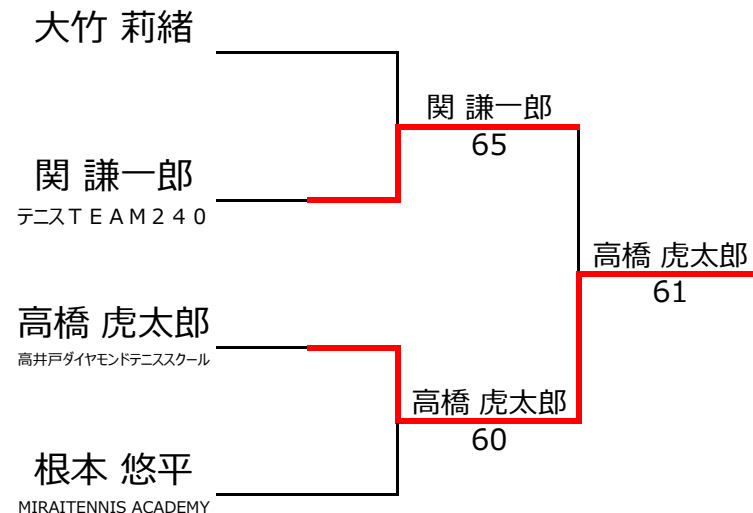 大竹 莉緒
関 謙一郎
65
関 謙一郎
テニスＴＥＡＭ２４０
高橋 虎太郎
61
高橋 虎太郎
高井戸ダイヤモンドテニススクール
高橋 虎太郎
60
根本 悠平
MIRAITENNIS ACADEMY